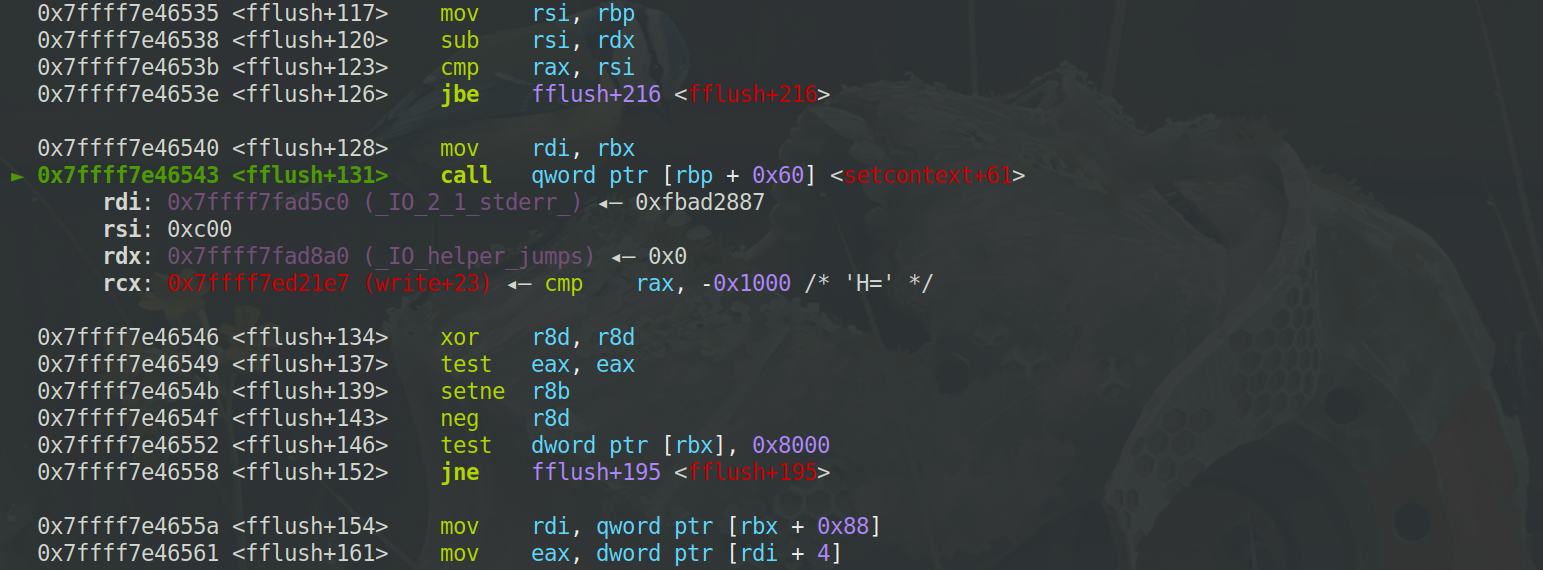 0x7ffff7e46535 <fflush+117> mov rsi, rbp
0x7ffff7e46538 <fflush+120> sub rsi, rdx
0x7ffff7e4653b <fflush+123> cmp rax, rsi
0x7ffff7e4653e <fflush+126> jbe fflush+216 <fflush+216>
0x7ffff7e46540 <fflush+128> mov rdi, rbx
► 0x7ffff7e46543 <fflush+131> call qword ptr [rbp + 0x60] <setcontext+61>
rdi: 0x7ffff7fad5c0 (_IO_2_1_stderr_) ◂— 0xfbad2887
rsi: 0xc00
rdx: 0x7ffff7fad8a0 (_IO_helper_jumps) ◂— 0x0
rcx: 0x7ffff7ed21e7 (write+23) ◂— cmp rax, -0x1000 /* 'H=' */
0x7ffff7e46546 <fflush+134> xor r8d, r8d
0x7ffff7e46549 <fflush+137> test eax, eax
0x7ffff7e4654b <fflush+139> setne r8b
0x7ffff7e4654f <fflush+143> neg r8d
0x7ffff7e46552 <fflush+146> test dword ptr [rbx], 0x8000
0x7ffff7e46558 <fflush+152> jne fflush+195 <fflush+195>
0x7ffff7e4655a <fflush+154> mov rdi, qword ptr [rbx + 0x88]
0x7ffff7e46561 <fflush+161> mov eax, dword ptr [rdi + 4]